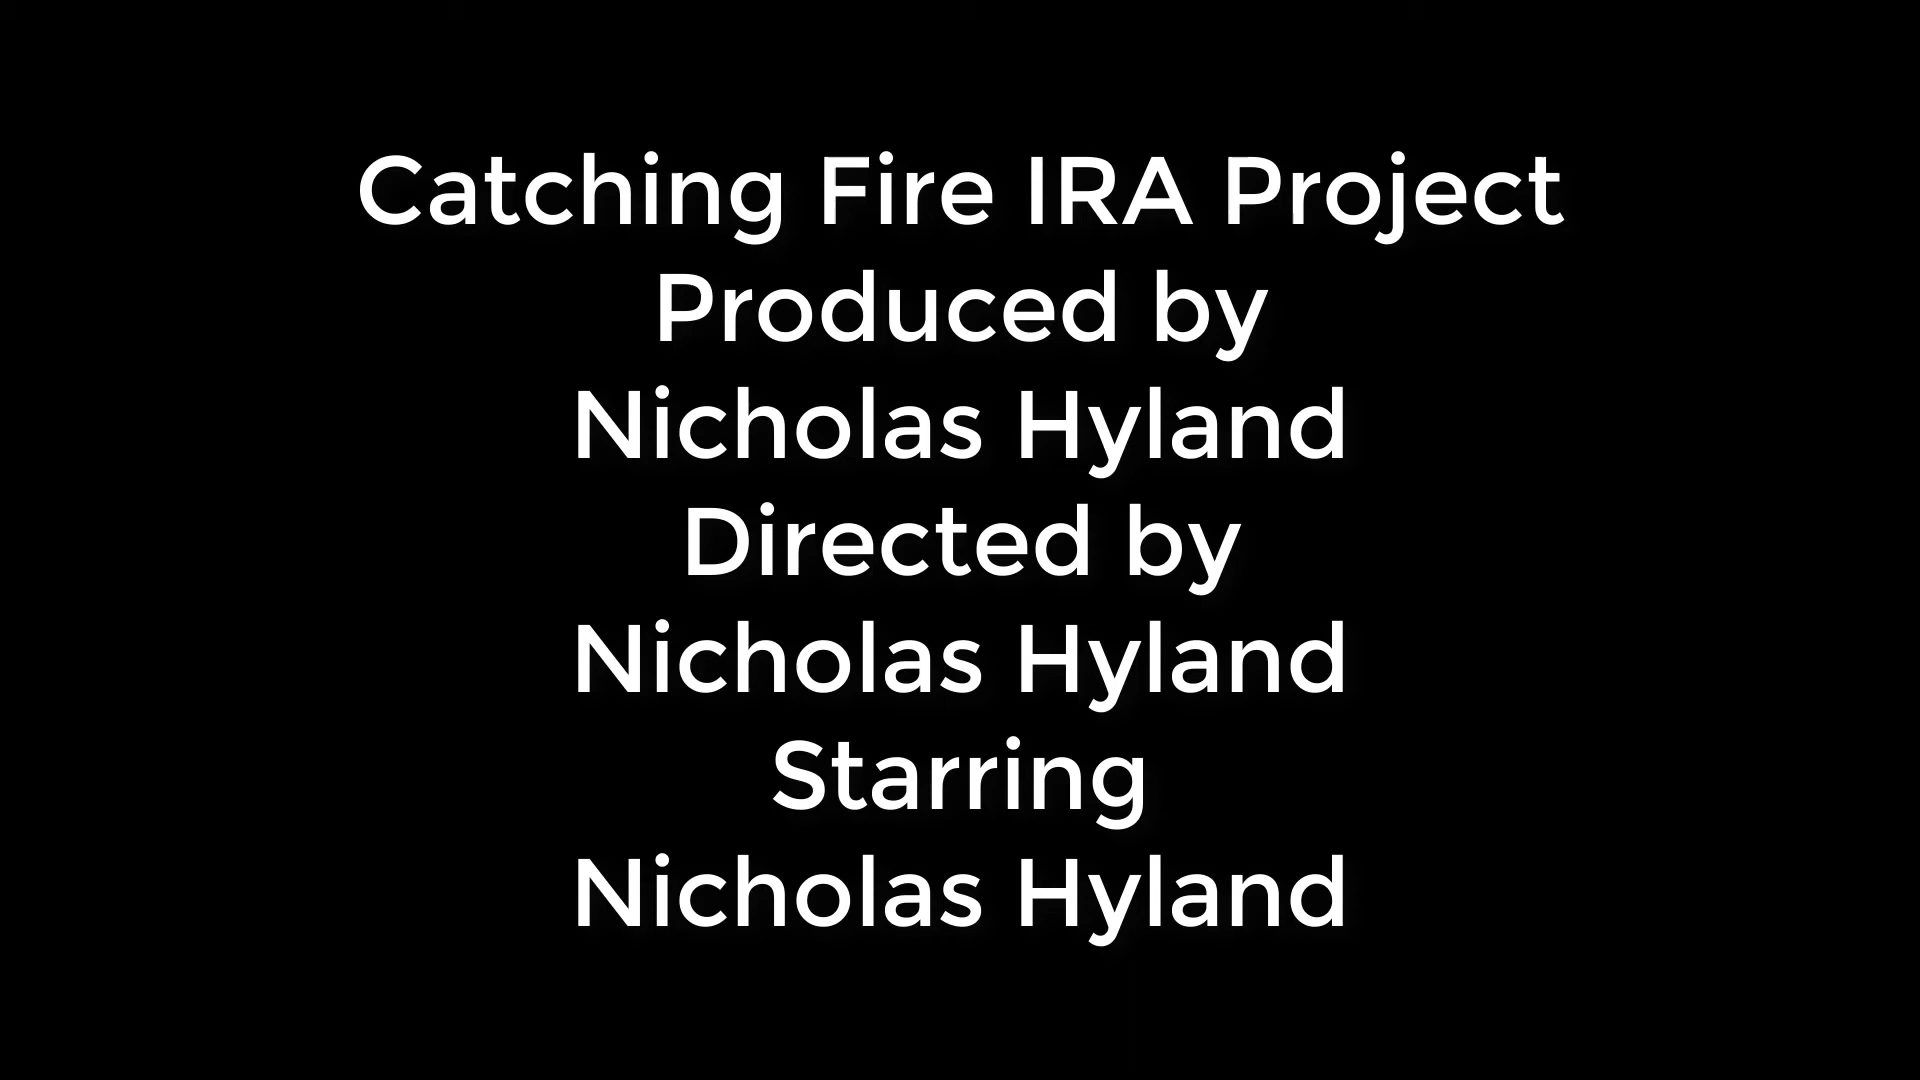 Catching Fire IRA Project
Produced by
Nicholas Hyland
Directed by
Nicholas Hyland
Starring
Nicholas Hyland